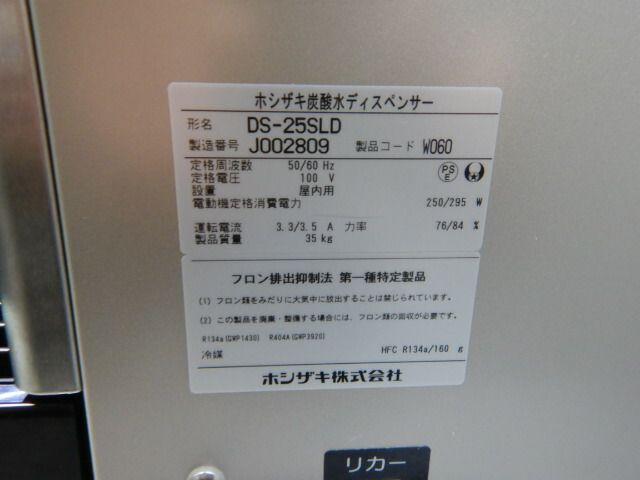 ホシザキ炭酸水ディスペンサー
形名 DS-25SLD
製造番号 J002809 製品コード W060
定格周波数 50/60 Hz
定格電圧 100 V
設置 屋内用
電動機定格消費電力 250/295 W
運転電流 3.3/3.5 A 力率 76/84 %
製品質量 35 kg
PS E
フロン排出抑制法 第一種特定製品
(1) フロン類をみだりに大気中に放出することは禁じられています。
(2) この製品を廃棄・整備する場合には、フロン類の回収が必要です。
R134a(GWP1430) R404A(GWP3920)
冷媒 HFC R134a/160 g
ホシザキ株式会社
リカー